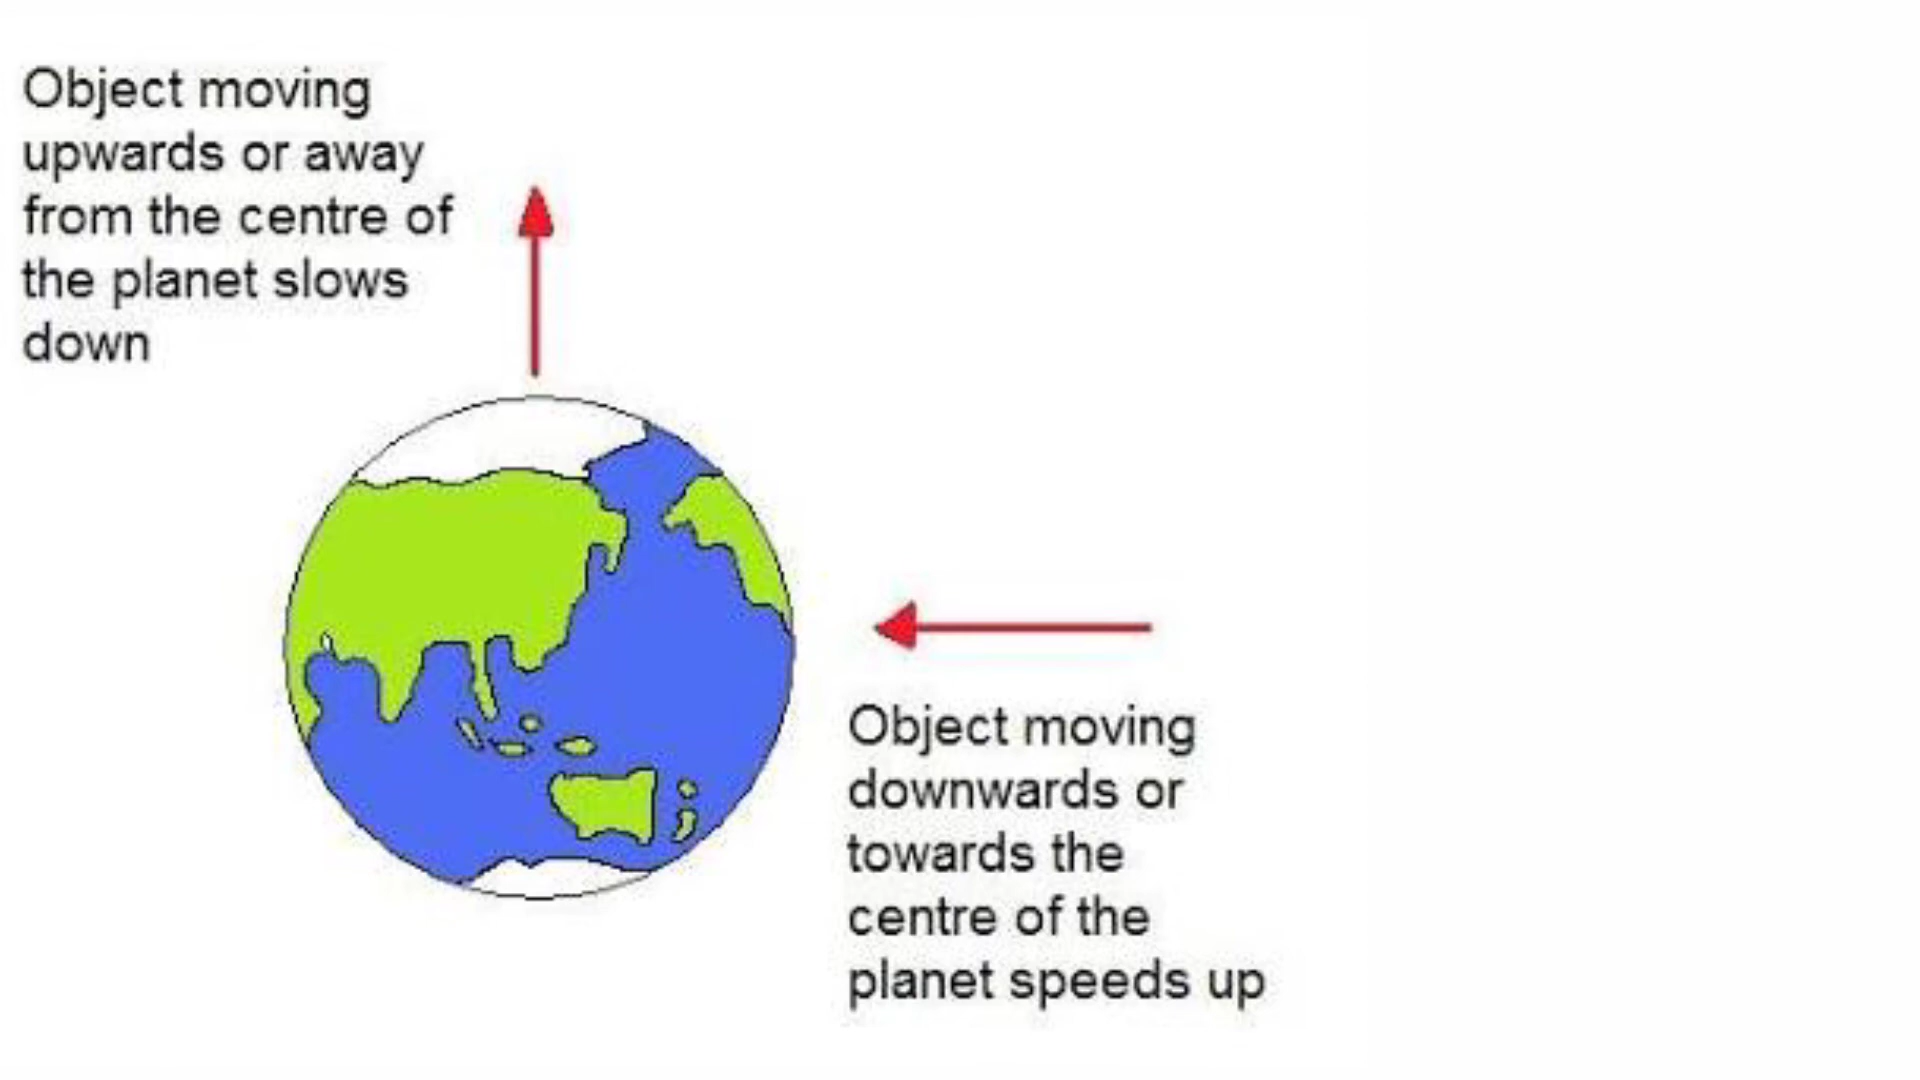 Object moving
upwards or away
from the centre of
the planet slows
down
Object moving
downwards or
towards the
centre of the
planet speeds up